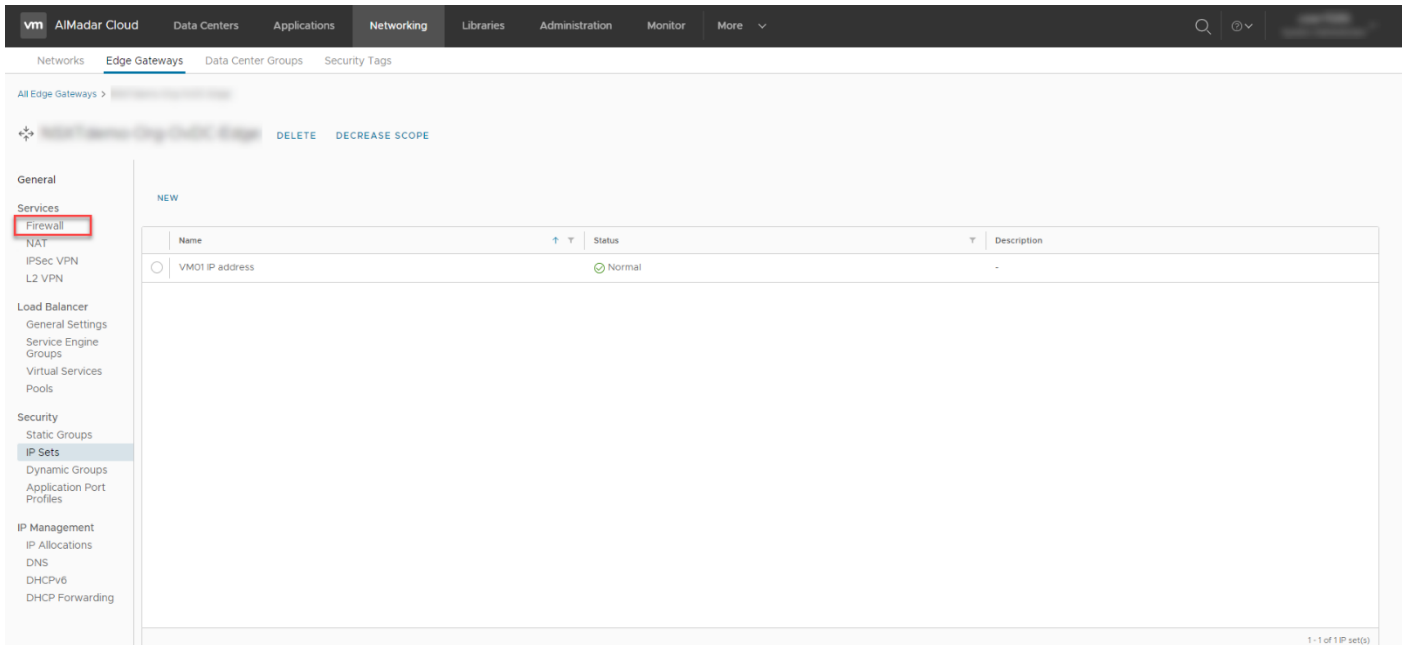 vm AlMadar Cloud Data Centers Applications Networking Libraries Administration Monitor More
Networks Edge Gateways Data Center Groups Security Tags
All Edge Gateways >
DELETE DECREASE SCOPE
General
NEW
Services
Firewall
Name Status Description
NAT
IPSec VPN
VM01 IP address Normal -
L2 VPN
Load Balancer
General Settings
Service Engine
Groups
Virtual Services
Pools
Security
Static Groups
IP Sets
Dynamic Groups
Application Port
Profiles
IP Management
IP Allocations
DNS
DHCPv6
DHCP Forwarding
1 - 1 of 1 IP set(s)